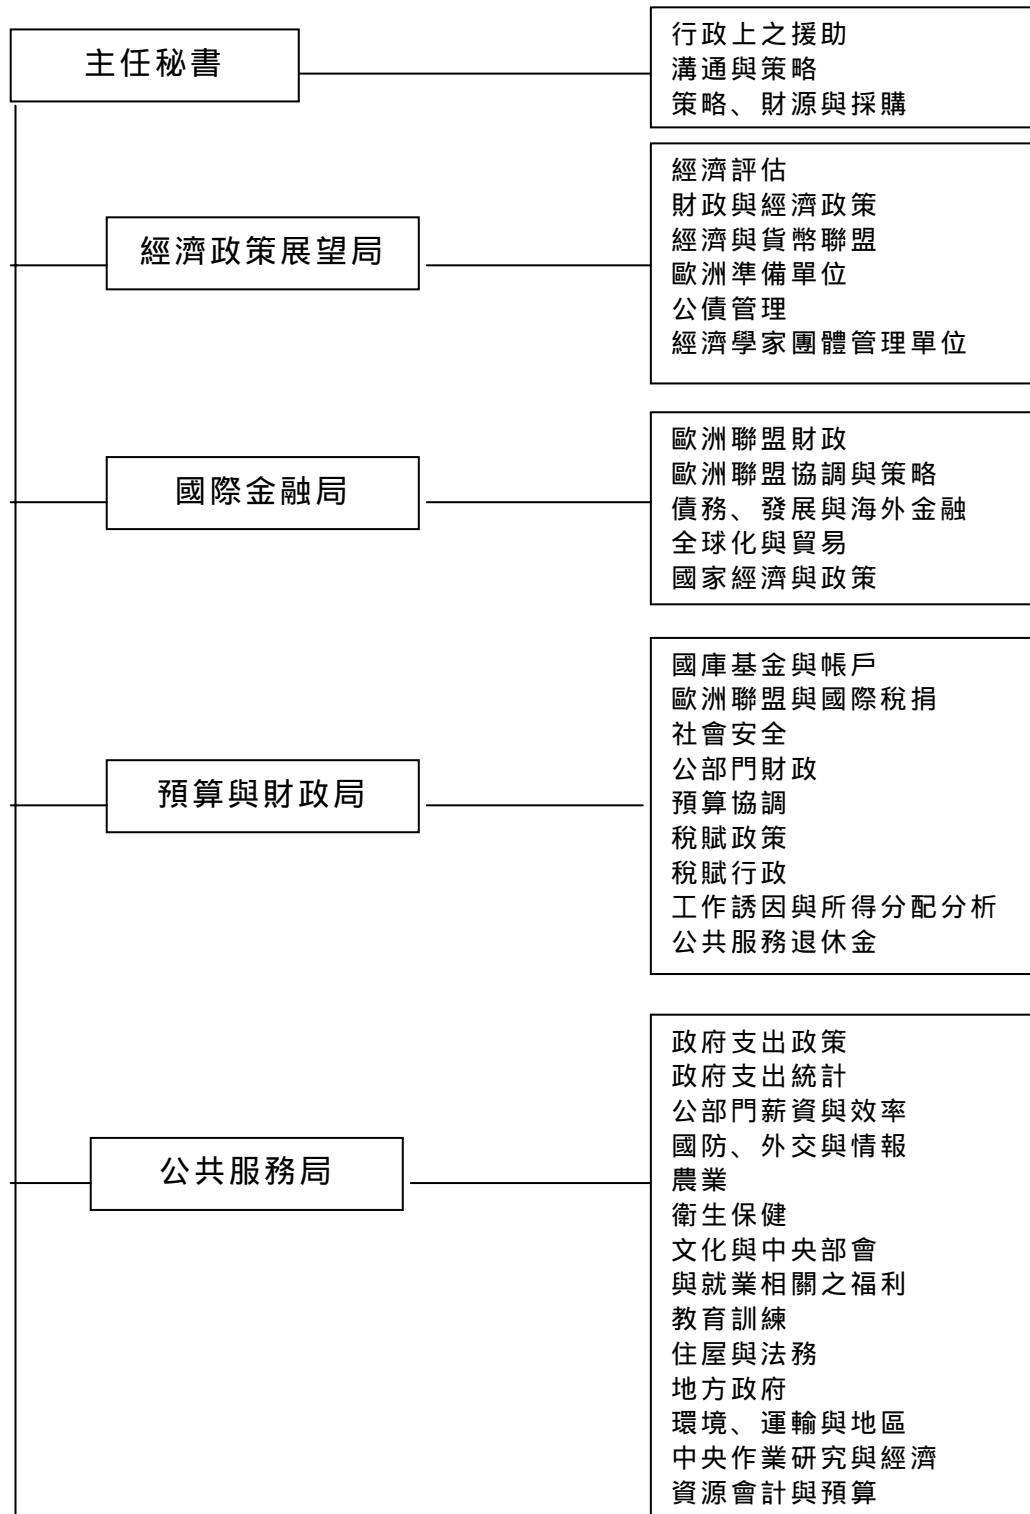 主任秘書
行政上之援助
溝通與策略
策略、財源與採購
經濟政策展望局
經濟評估
財政與經濟政策
經濟與貨幣聯盟
歐洲準備單位
公債管理
經濟學家團體管理單位
國際金融局
歐洲聯盟財政
歐洲聯盟協調與策略
債務、發展與海外金融
全球化與貿易
國家經濟與政策
預算與財政局
國庫基金與帳戶
歐洲聯盟與國際稅捐
社會安全
公部門財政
預算協調
稅賦政策
稅賦行政
工作誘因與所得分配分析
公共服務退休金
公共服務局
政府支出政策
政府支出統計
公部門薪資與效率
國防、外交與情報
農業
衛生保健
文化與中央部會
與就業相關之福利
教育訓練
住屋與法務
地方政府
環境、運輸與地區
中央作業研究與經濟
資源會計與預算